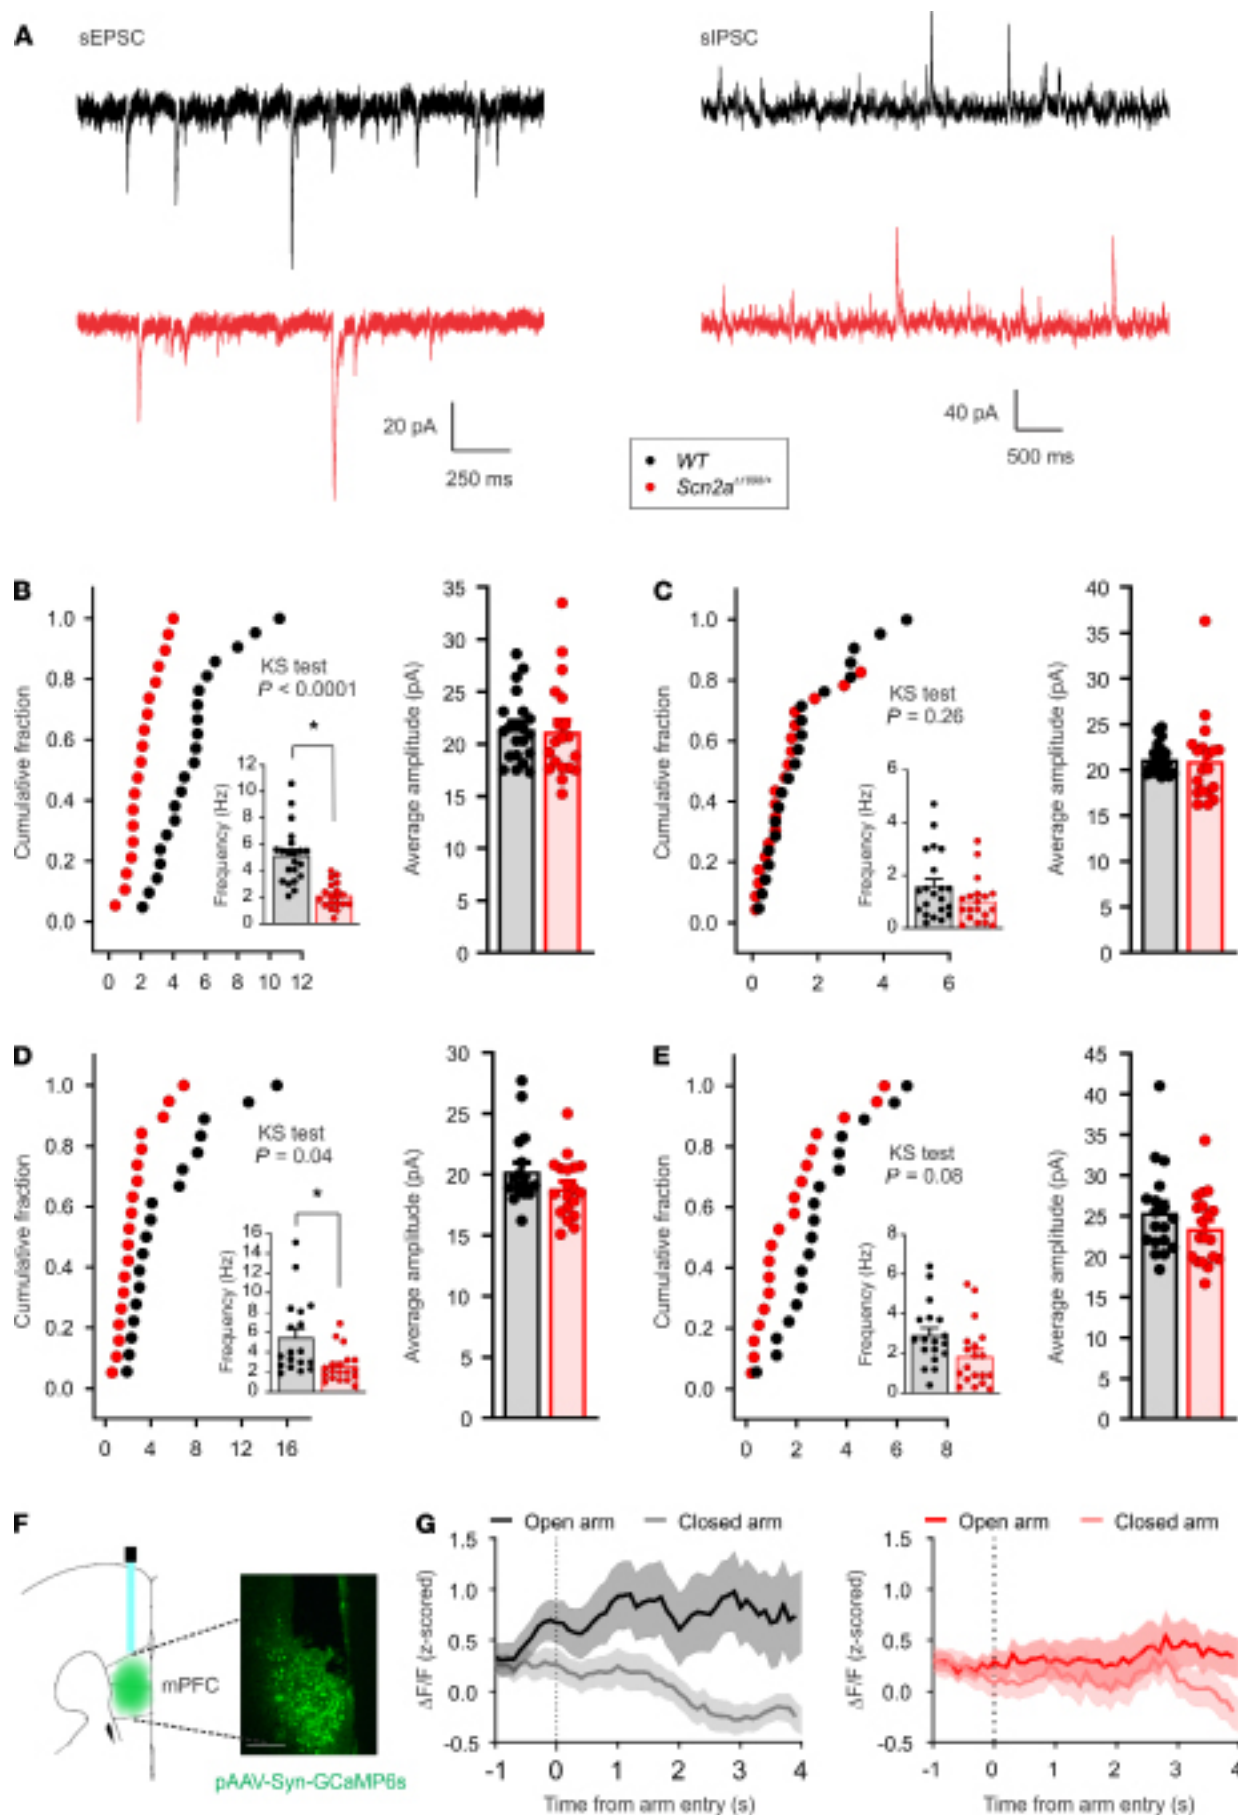 A
sEPSC
sIPSC
20 pA
250 ms
40 pA
500 ms
WT
Scn2a
B
Cumulative fraction
1.0
0.8
0.6
0.4
0.2
0.0
0 2 4 6 8 10 12
KS test
P < 0.0001
*
Frequency (Hz)
12
10
8
6
4
2
0
Average amplitude (pA)
35
30
25
20
15
10
5
0
C
Cumulative fraction
1.0
0.8
0.6
0.4
0.2
0.0
0 2 4 6
KS test
P = 0.26
Frequency (Hz)
6
4
2
0
Average amplitude (pA)
40
35
30
25
20
15
10
5
0
D
Cumulative fraction
1.0
0.8
0.6
0.4
0.2
0.0
0 4 8 12 16
KS test
P = 0.04
*
Frequency (Hz)
16
14
12
10
8
6
4
2
0
Average amplitude (pA)
30
25
20
15
10
5
0
E
Cumulative fraction
1.0
0.8
0.6
0.4
0.2
0.0
0 2 4 6 8
KS test
P = 0.08
Frequency (Hz)
8
6
4
2
0
Average amplitude (pA)
45
40
35
30
25
20
15
10
5
0
F
mPFC
pAAV-Syn-GCaMP6s
G
Open arm Closed arm
ΔF/F (z-scored)
1.5
1.0
0.5
0.0
-0.5
-1 0 1 2 3 4
Time from arm entry (s)
Open arm Closed arm
ΔF/F (z-scored)
1.5
1.0
0.5
0.0
-0.5
-1 0 1 2 3 4
Time from arm entry (s)